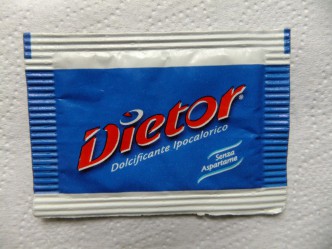 Dietor®
Dolcificante Ipocalorico
Senza
Aspartame